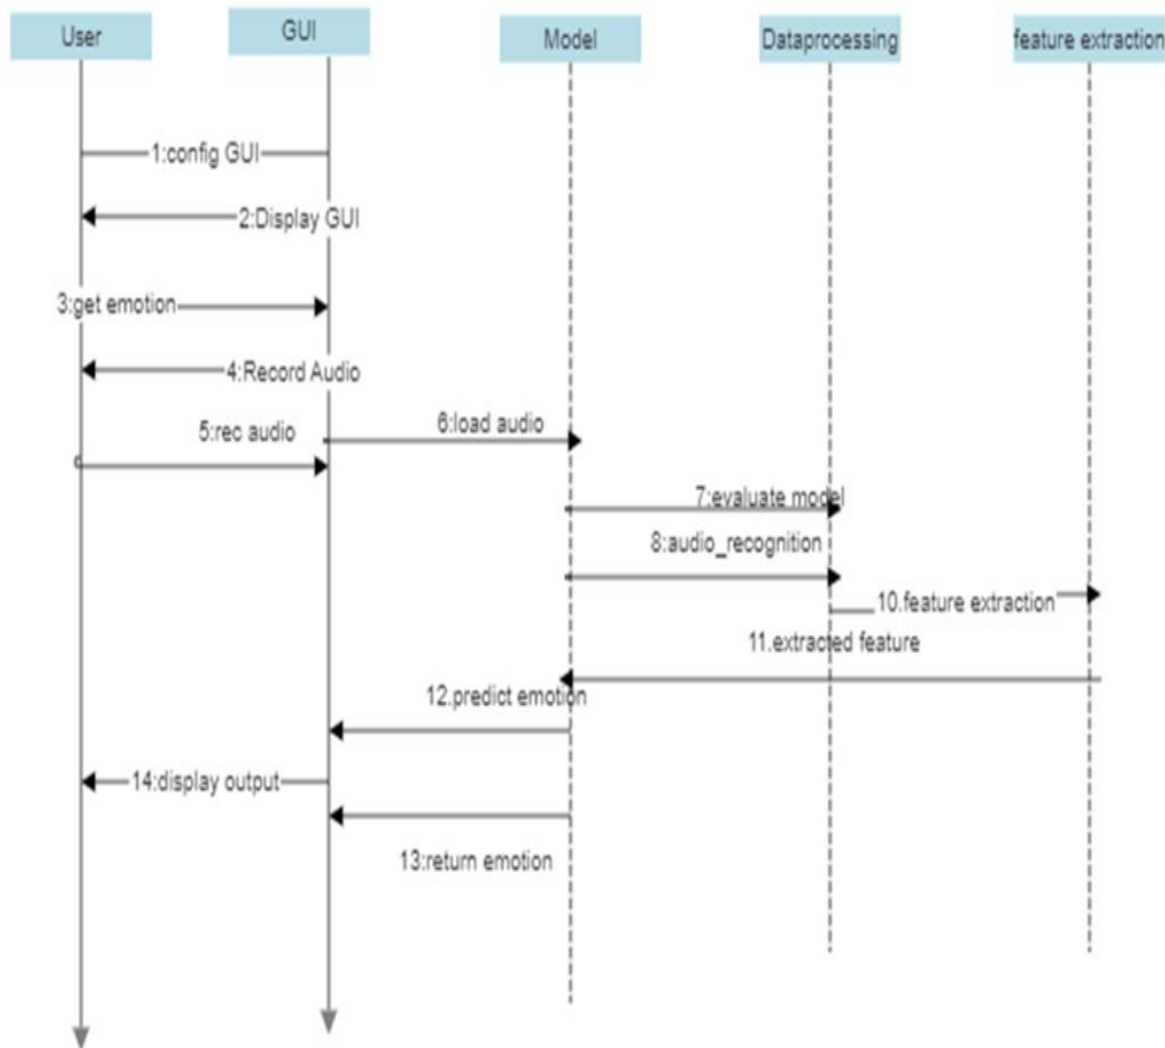 User
GUI
Model
Dataprocessing
feature extraction
1:config GUI
2:Display GUI
3:get emotion
4:Record Audio
5:rec audio
6:load audio
7:evaluate model
8:audio_recognition
10.feature extraction
11.extracted feature
12.predict emotion
14:display output
13:return emotion